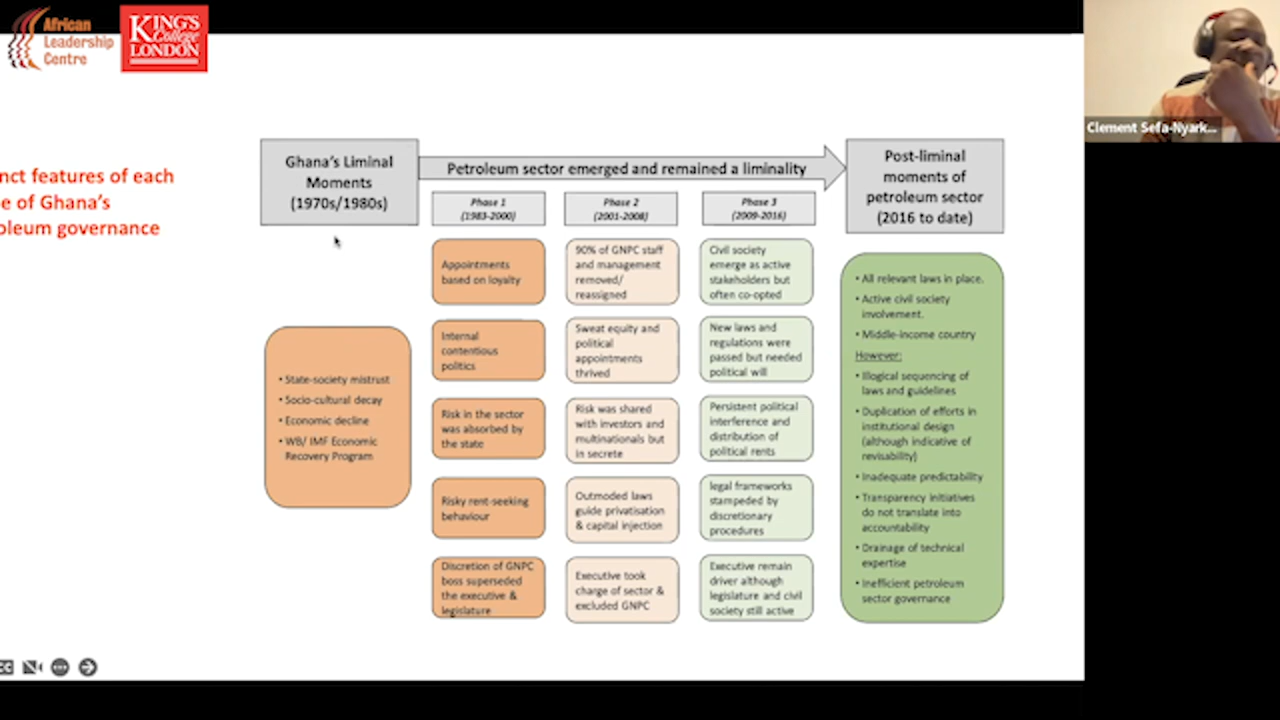 African
Leadership
Centre
KING'S
College
LONDON
Clement Sefa-Nyark...
nct features of each
e of Ghana's
oleum governance
Ghana's Liminal
Moments
(1970s/1980s)
Petroleum sector emerged and remained a liminality
Post-liminal
moments of
petroleum sector
(2016 to date)
Phase 1
(1983-2000)
Phase 2
(2001-2008)
Phase 3
(2009-2016)
• State-society mistrust
• Socio-cultural decay
• Economic decline
• WB/ IMF Economic
Recovery Program
Appointments
based on loyalty
Internal
contentious
politics
Risk in the sector
was absorbed by
the state
Risky rent-seeking
behaviour
Discretion of GNPC
boss superseded
the executive &
legislature
90% of GNPC staff
and management
removed/
reassigned
Sweat equity and
political
appointments
thrived
Risk was shared
with investors and
multinationals but
in secrete
Outmoded laws
guide privatisation
& capital injection
Executive took
charge of sector &
excluded GNPC
Civil society
emerge as active
stakeholders but
often co-opted
New laws and
regulations were
passed but needed
political will
Persistent political
interference and
distribution of
political rents
legal frameworks
stampeded by
discretionary
procedures
Executive remain
driver although
legislature and civil
society still active
• All relevant laws in place.
• Active civil society
involvement.
• Middle-income country
However:
• Illogical sequencing of
laws and guidelines
• Duplication of efforts in
institutional design
(although indicative of
revisability)
• Inadequate predictability
• Transparency initiatives
do not translate into
accountability
• Drainage of technical
expertise
• Inefficient petroleum
sector governance